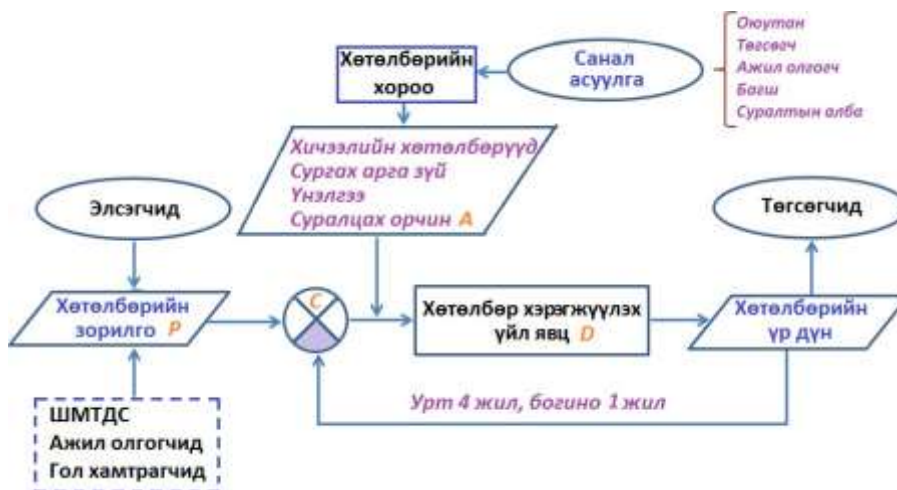 Хөтөлбөрийн
хороо
Санал
асуулга
Оюутан
Төгсөгч
Ажил олгогч
Багш
Суралтын алба
Хичээлийн хөтөлбөрүүд
Сургах арга зүй
Үнэлгээ
Суралцах орчин A
Элсэгчид
Төгсөгчид
Хөтөлбөрийн
зорилго P
C
Хөтөлбөр хэрэгжүүлэх
үйл явц D
Хөтөлбөрийн
үр дүн
Урт 4 жил, богино 1 жил
ШМТДС
Ажил олгогчид
Гол хамтрагчид